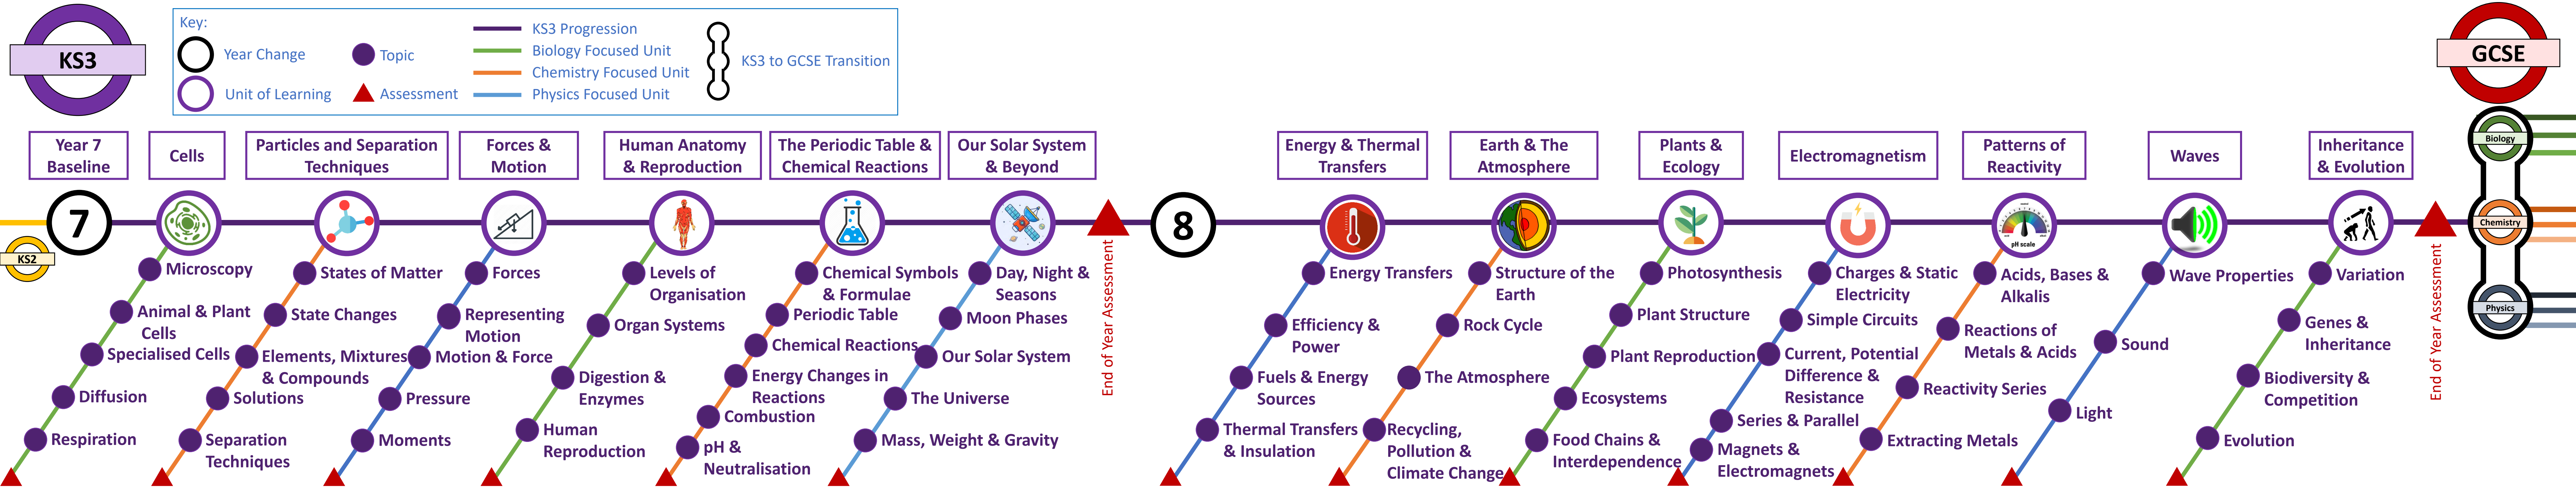 KS3
Key:
Year Change
Unit of Learning
Topic
Assessment
KS3 Progression
Biology Focused Unit
Chemistry Focused Unit
Physics Focused Unit
KS3 to GCSE Transition
GCSE
Year 7
Baseline
Cells
Particles and Separation
Techniques
Forces &
Motion
Human Anatomy
& Reproduction
The Periodic Table &
Chemical Reactions
Our Solar System
& Beyond
Energy & Thermal
Transfers
Earth & The
Atmosphere
Plants &
Ecology
Electromagnetism
Patterns of
Reactivity
Waves
Inheritance
& Evolution
KS2
7
Microscopy
Animal & Plant
Cells
Specialised Cells
Diffusion
Respiration
States of Matter
State Changes
Elements, Mixtures
& Compounds
Solutions
Separation
Techniques
Forces
Representing
Motion
Motion & Force
Pressure
Moments
Levels of
Organisation
Organ Systems
Digestion &
Enzymes
Human
Reproduction
Chemical Symbols
& Formulae
Periodic Table
Chemical Reactions
Energy Changes in
Reactions
Combustion
pH &
Neutralisation
Day, Night &
Seasons
Moon Phases
Our Solar System
The Universe
Mass, Weight & Gravity
End of Year Assessment
8
Energy Transfers
Efficiency &
Power
Fuels & Energy
Sources
Thermal Transfers
& Insulation
Structure of the
Earth
Rock Cycle
The Atmosphere
Recycling,
Pollution &
Climate Change
Photosynthesis
Plant Structure
Plant Reproduction
Ecosystems
Food Chains &
Interdependence
Charges & Static
Electricity
Simple Circuits
Current, Potential
Difference &
Resistance
Series & Parallel
Magnets &
Electromagnets
pH scale
Acids, Bases &
Alkalis
Reactions of
Metals & Acids
Reactivity Series
Extracting Metals
Wave Properties
Sound
Light
Variation
Genes &
Inheritance
Biodiversity &
Competition
Evolution
End of Year Assessment
Biology
Chemistry
Physics